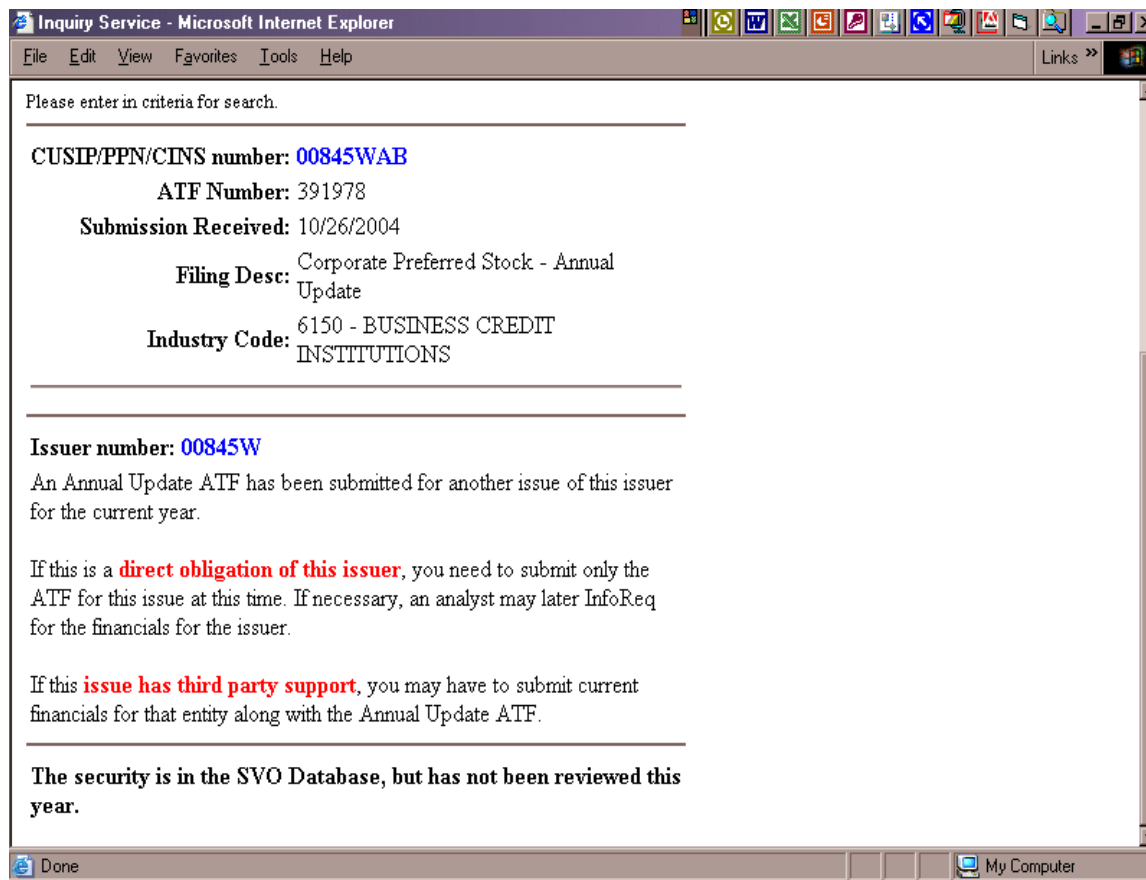 Inquiry Service - Microsoft Internet Explorer
File Edit View Favorites Tools Help Links »
Please enter in criteria for search.
CUSIP/PPN/CINS number: 00845WAB
ATF Number: 391978
Submission Received: 10/26/2004
Filing Desc: Corporate Preferred Stock - Annual
Update
Industry Code: 6150 - BUSINESS CREDIT
INSTITUTIONS
Issuer number: 00845W
An Annual Update ATF has been submitted for another issue of this issuer
for the current year.
If this is a direct obligation of this issuer, you need to submit only the
ATF for this issue at this time. If necessary, an analyst may later InfoReq
for the financials for the issuer.
If this issue has third party support, you may have to submit current
financials for that entity along with the Annual Update ATF.
The security is in the SVO Database, but has not been reviewed this
year.
Done My Computer